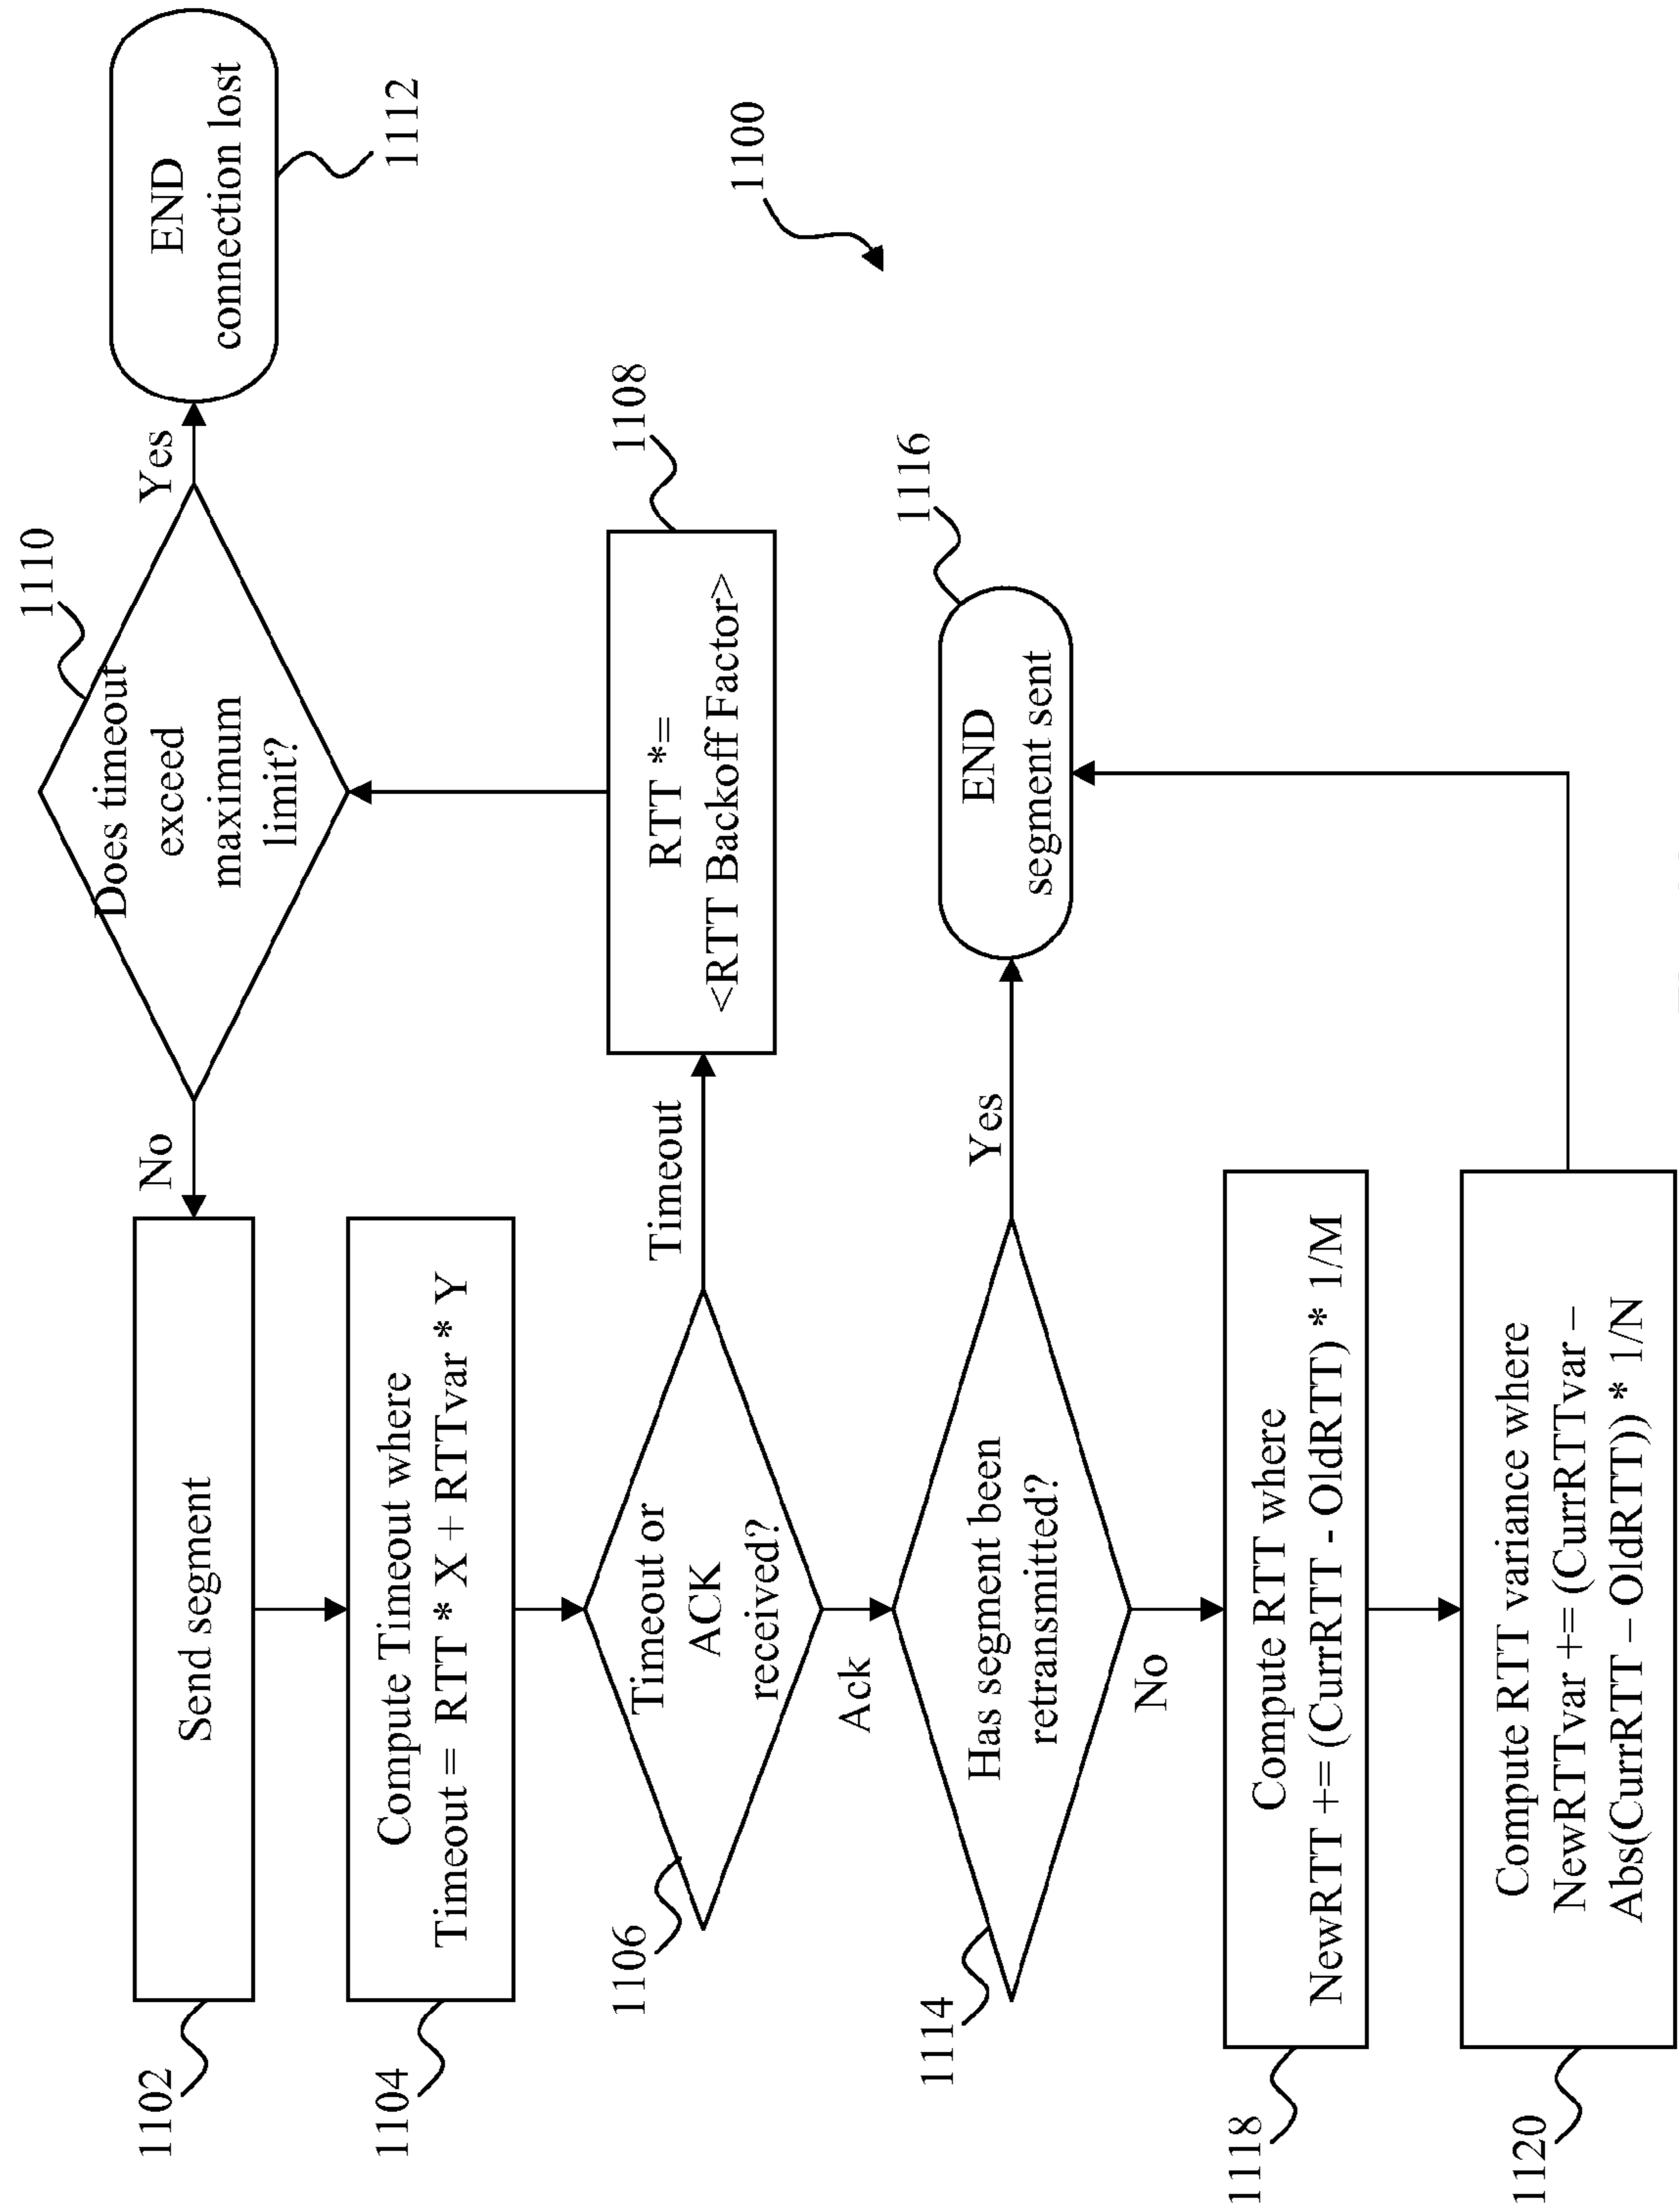 1102
Send segment
No
1110
Does timeout
exceed
maximum
limit?
Yes
END
connection lost
1112
1104
Compute Timeout where
Timeout = RTT * X + RTTvar * Y
1106
Timeout or
ACK
received?
Timeout
RTT *=
<RTT Backoff Factor>
1108
1100
Ack
1114
Has segment been
retransmitted?
Yes
END
segment sent
1116
No
1118
Compute RTT where
NewRTT += (CurrRTT - OldRTT) * 1/M
1120
Compute RTT variance where
NewRTTvar += (CurrRTTvar –
Abs(CurrRTT – OldRTT)) * 1/N